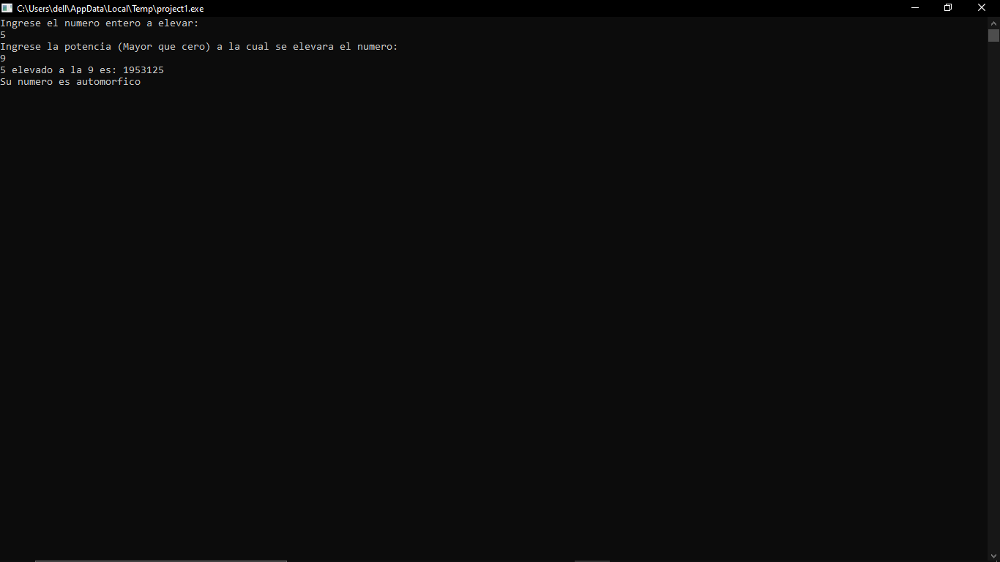 C:\Users\dell\AppData\Local\Temp\project1.exe
Ingrese el numero entero a elevar:
5
Ingrese la potencia (Mayor que cero) a la cual se elevara el numero:
9
5 elevado a la 9 es: 1953125
Su numero es automorfico